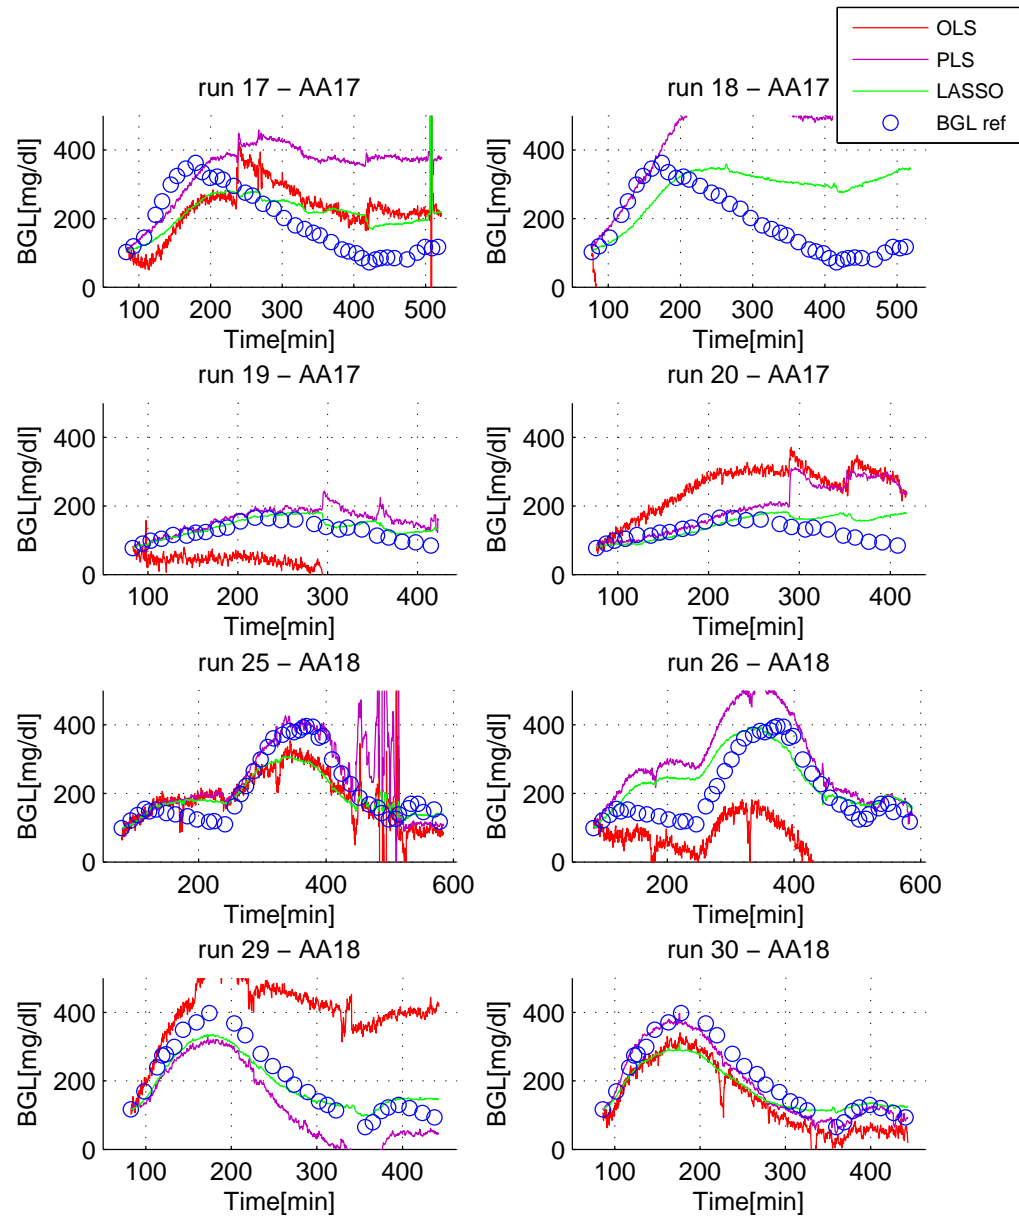 OLS
PLS
LASSO
BGL ref
run 17 − AA17
BGL[mg/dl]
400
200
0
100 200 300 400 500
Time[min]
run 18 − AA17
BGL[mg/dl]
400
200
0
100 200 300 400 500
Time[min]
run 19 − AA17
BGL[mg/dl]
400
200
0
100 200 300 400
Time[min]
run 20 − AA17
BGL[mg/dl]
400
200
0
100 200 300 400
Time[min]
run 25 − AA18
BGL[mg/dl]
400
200
0
200 400 600
Time[min]
run 26 − AA18
BGL[mg/dl]
400
200
0
200 400 600
Time[min]
run 29 − AA18
BGL[mg/dl]
400
200
0
100 200 300 400
Time[min]
run 30 − AA18
BGL[mg/dl]
400
200
0
100 200 300 400
Time[min]